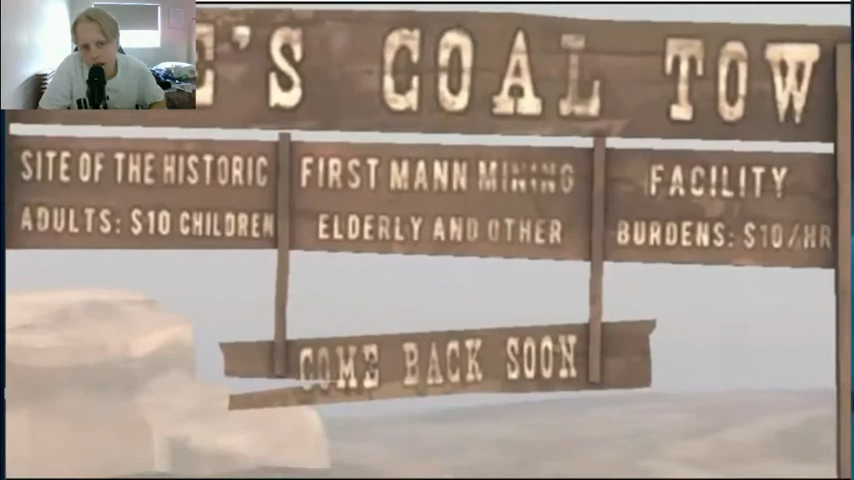 E'S COAL TOW
SITE OF THE HISTORIC FIRST MANN MINING FACILITY
ADULTS: $10 CHILDREN ELDERLY AND OTHER BURDENS: $10/HR
COME BACK SOON